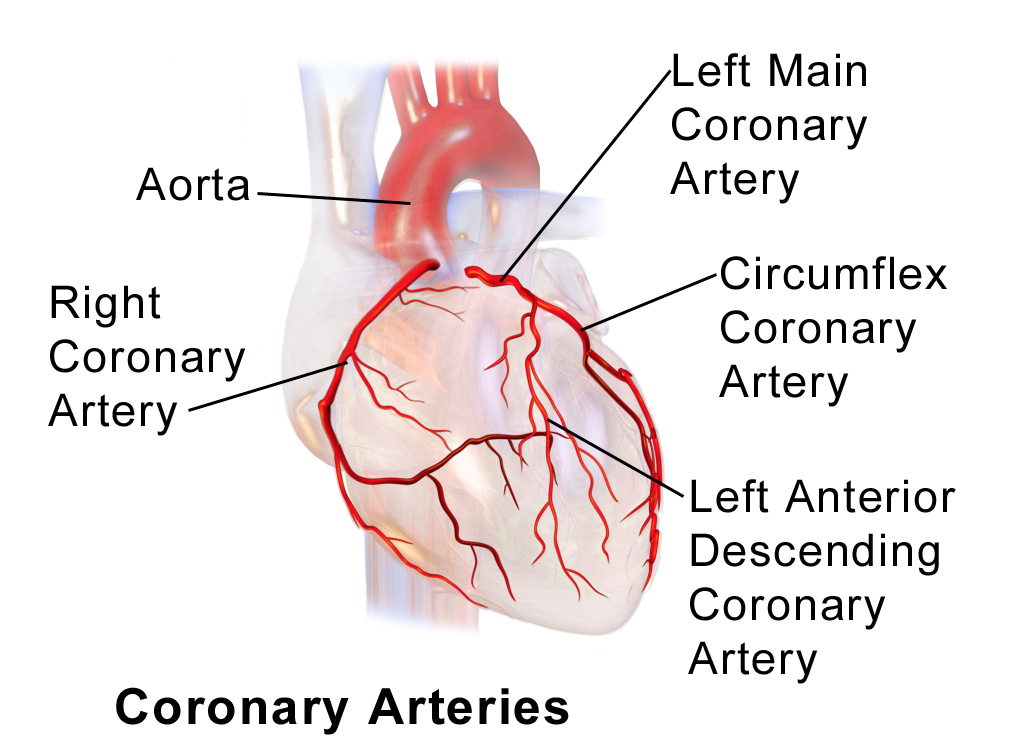 Left Main
Coronary
Artery
Aorta
Circumflex
Coronary
Artery
Right
Coronary
Artery
Left Anterior
Descending
Coronary
Artery
Coronary Arteries